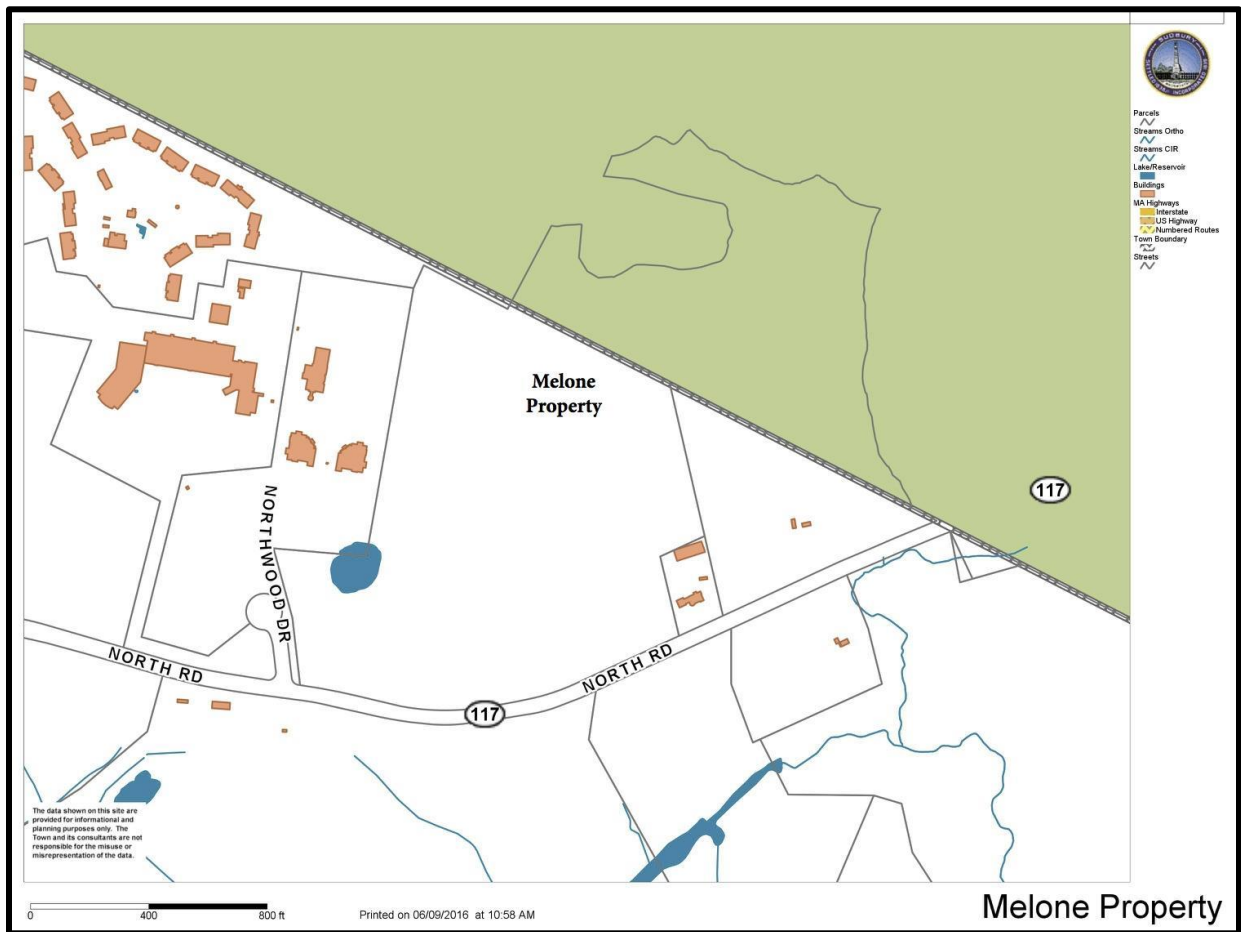 SUDBURY
Parcels
Streams Ortho
Streams CIR
Lake/Reservoir
Buildings
MA Highways
Interstate
US Highway
Numbered Routes
Town Boundary
Streets
Melone
Property
117
NORTHWOOD DR
NORTH RD
NORTH RD
117
The data shown on this site are
provided for informational and
planning purposes only. The
Town and its consultants are not
responsible for the misuse or
misrepresentation of the data.
0 400 800 ft
Printed on 06/09/2016 at 10:58 AM
Melone Property